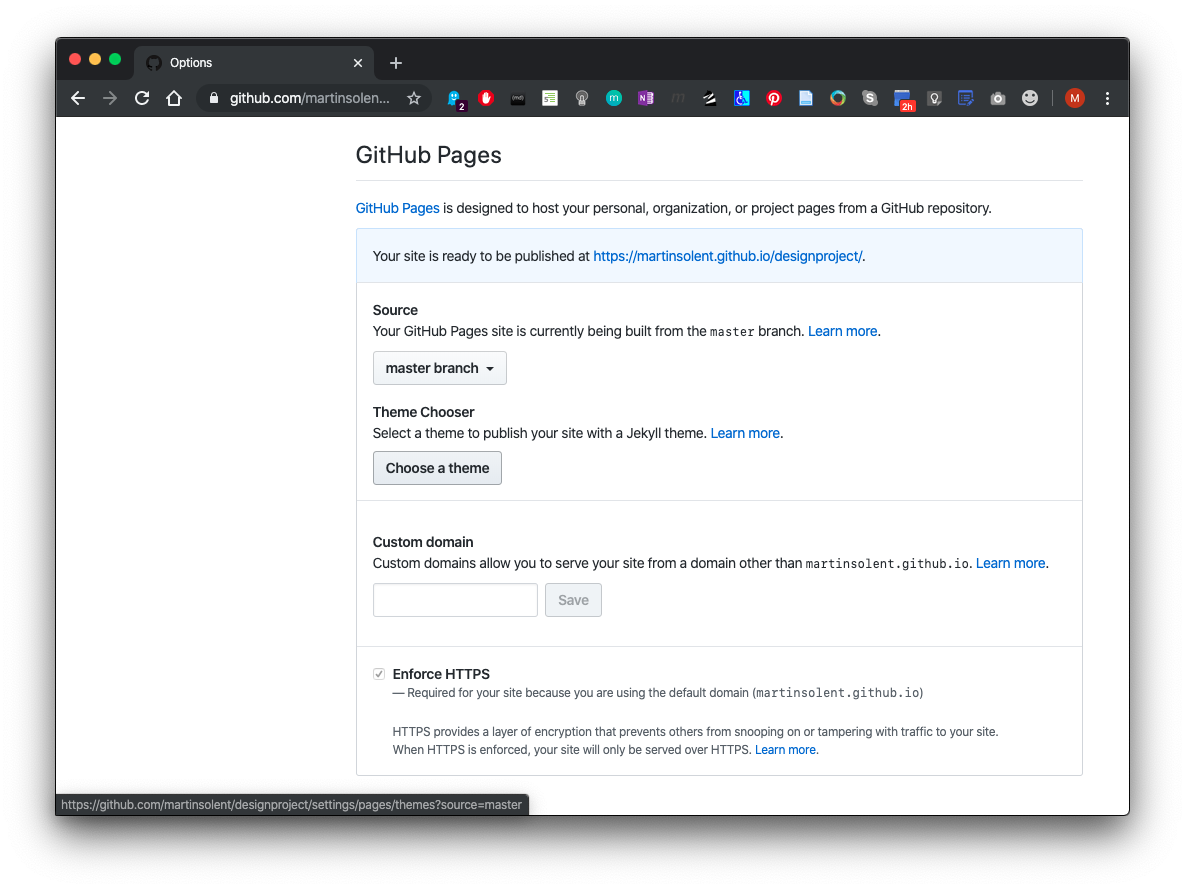 Options
github.com/martinsolen...
2
2h
M
GitHub Pages
GitHub Pages is designed to host your personal, organization, or project pages from a GitHub repository.
Your site is ready to be published at https://martinsolent.github.io/designproject/.
Source
Your GitHub Pages site is currently being built from the master branch. Learn more.
master branch
Theme Chooser
Select a theme to publish your site with a Jekyll theme. Learn more.
Choose a theme
Custom domain
Custom domains allow you to serve your site from a domain other than martinsolent.github.io. Learn more.
Save
Enforce HTTPS
— Required for your site because you are using the default domain (martinsolent.github.io)
HTTPS provides a layer of encryption that prevents others from snooping on or tampering with traffic to your site.
When HTTPS is enforced, your site will only be served over HTTPS. Learn more.
https://github.com/martinsolent/designproject/settings/pages/themes?source=master